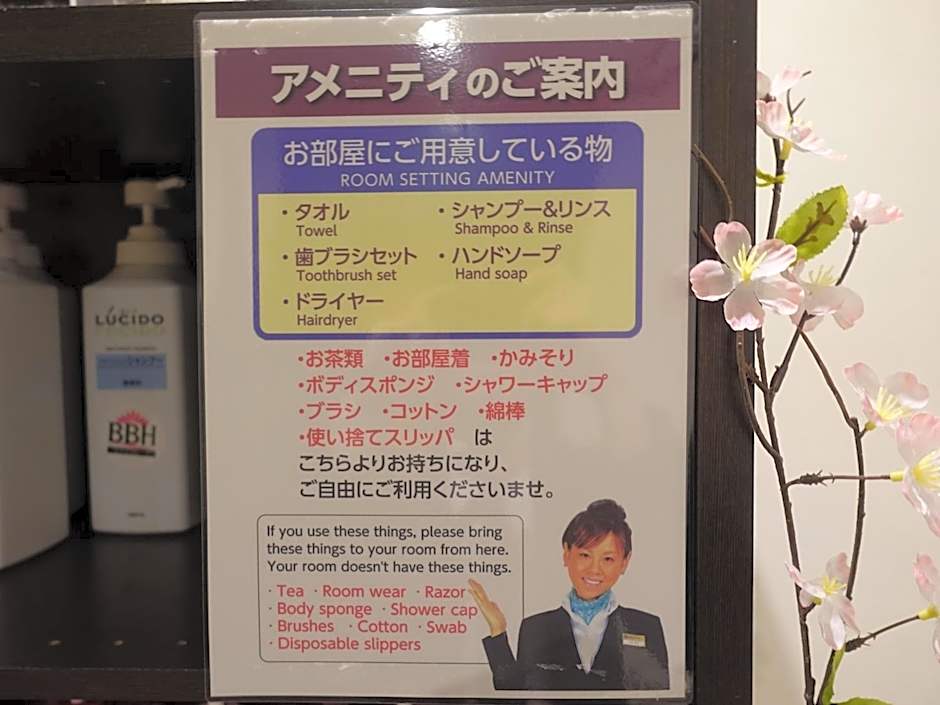 アメニティのご案内
お部屋にご用意している物
ROOM SETTING AMENITY
・タオル ・シャンプー&リンス
Towel Shampoo & Rinse
・歯ブラシセット ・ハンドソープ
Toothbrush set Hand soap
・ドライヤー
Hairdryer
・お茶類 ・お部屋着 ・かみそり
・ボディスポンジ ・シャワーキャップ
・ブラシ ・コットン ・綿棒
・使い捨てスリッパ は
こちらよりお持ちになり、
ご自由にご利用くださいませ。
If you use these things, please bring
these things to your room from here.
Your room doesn't have these things.
· Tea · Room wear · Razor
· Body sponge · Shower cap
· Brushes · Cotton · Swab
· Disposable slippers
LÚCIDO
シャンプー
BBH